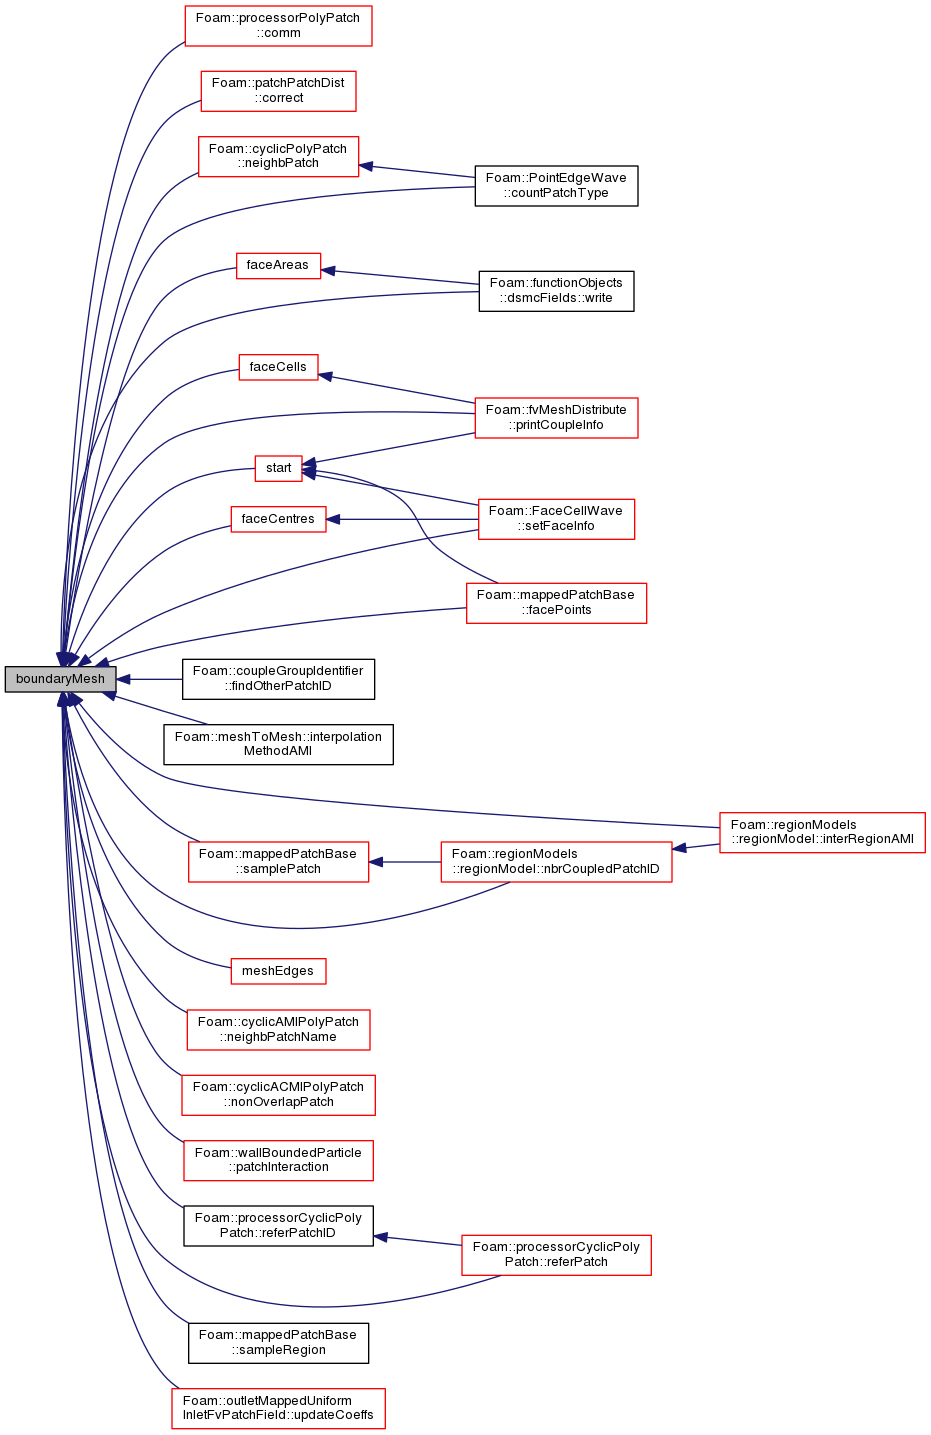 Foam::processorPolyPatch
::comm
Foam::patchPatchDist
::correct
Foam::cyclicPolyPatch
::neighbPatch
Foam::PointEdgeWave
::countPatchType
faceAreas
Foam::functionObjects
::dsmcFields::write
faceCells
Foam::fvMeshDistribute
::printCoupleInfo
start
Foam::FaceCellWave
::setFaceInfo
faceCentres
Foam::mappedPatchBase
::facePoints
boundaryMesh
Foam::coupleGroupIdentifier
::findOtherPatchID
Foam::meshToMesh::interpolation
MethodAMI
Foam::regionModels
::regionModel::interRegionAMI
Foam::mappedPatchBase
::samplePatch
Foam::regionModels
::regionModel::nbrCoupledPatchID
meshEdges
Foam::cyclicAMIPolyPatch
::neighbPatchName
Foam::cyclicACMIPolyPatch
::nonOverlapPatch
Foam::wallBoundedParticle
::patchInteraction
Foam::processorCyclicPoly
Patch::referPatchID
Foam::processorCyclicPoly
Patch::referPatch
Foam::mappedPatchBase
::sampleRegion
Foam::outletMappedUniform
InletFvPatchField::updateCoeffs